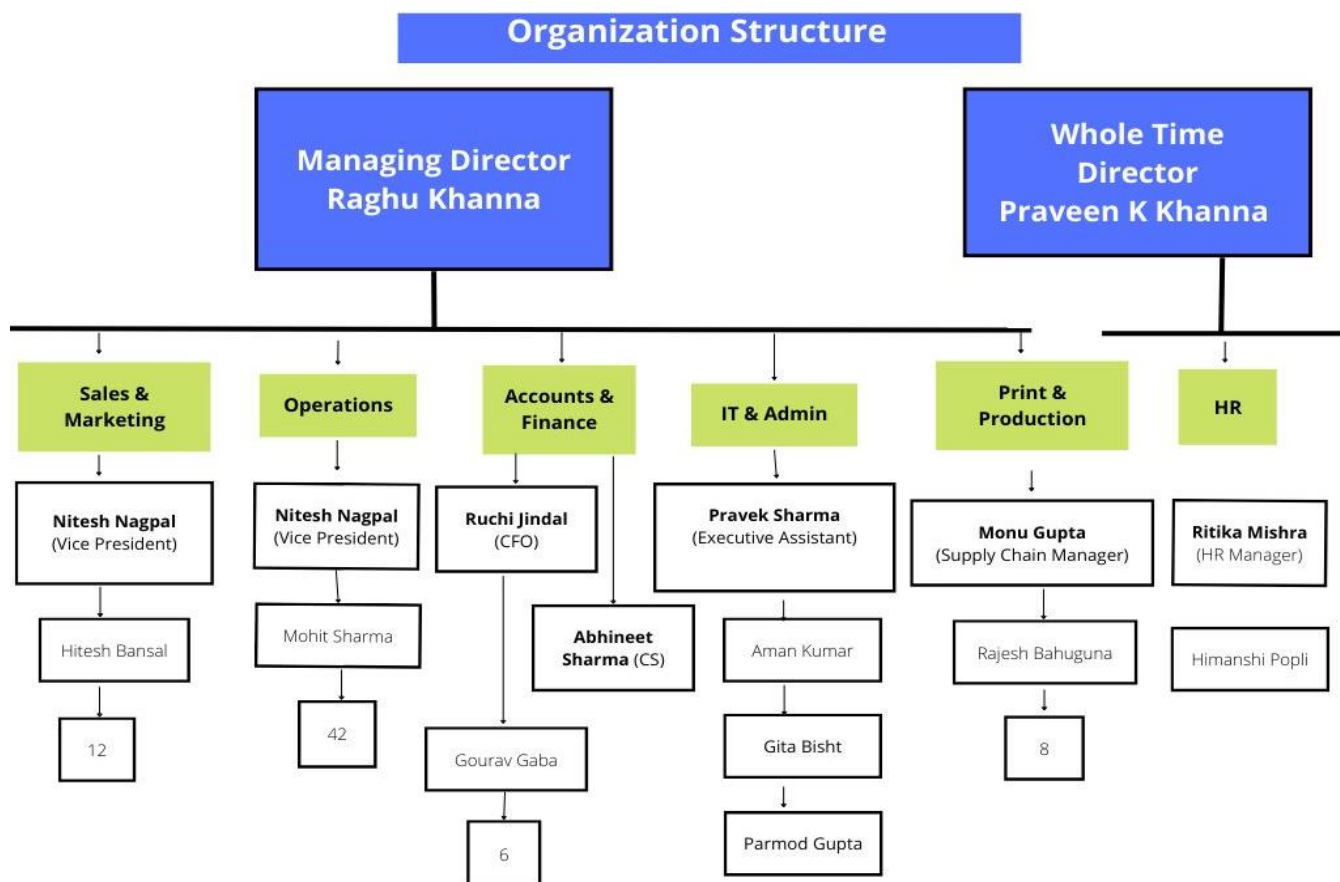 Organization Structure
Managing Director
Raghu Khanna
Whole Time
Director
Praveen K Khanna
Sales &
Marketing
Operations
Accounts &
Finance
IT & Admin
Print &
Production
HR
Nitesh Nagpal
(Vice President)
Nitesh Nagpal
(Vice President)
Ruchi Jindal
(CFO)
Pravek Sharma
(Executive Assistant)
Monu Gupta
(Supply Chain Manager)
Ritika Mishra
(HR Manager)
Hitesh Bansal
Mohit Sharma
Abhineet
Sharma (CS)
Aman Kumar
Rajesh Bahuguna
Himanshi Popli
12
42
Gourav Gaba
Gita Bisht
8
6
Parmod Gupta